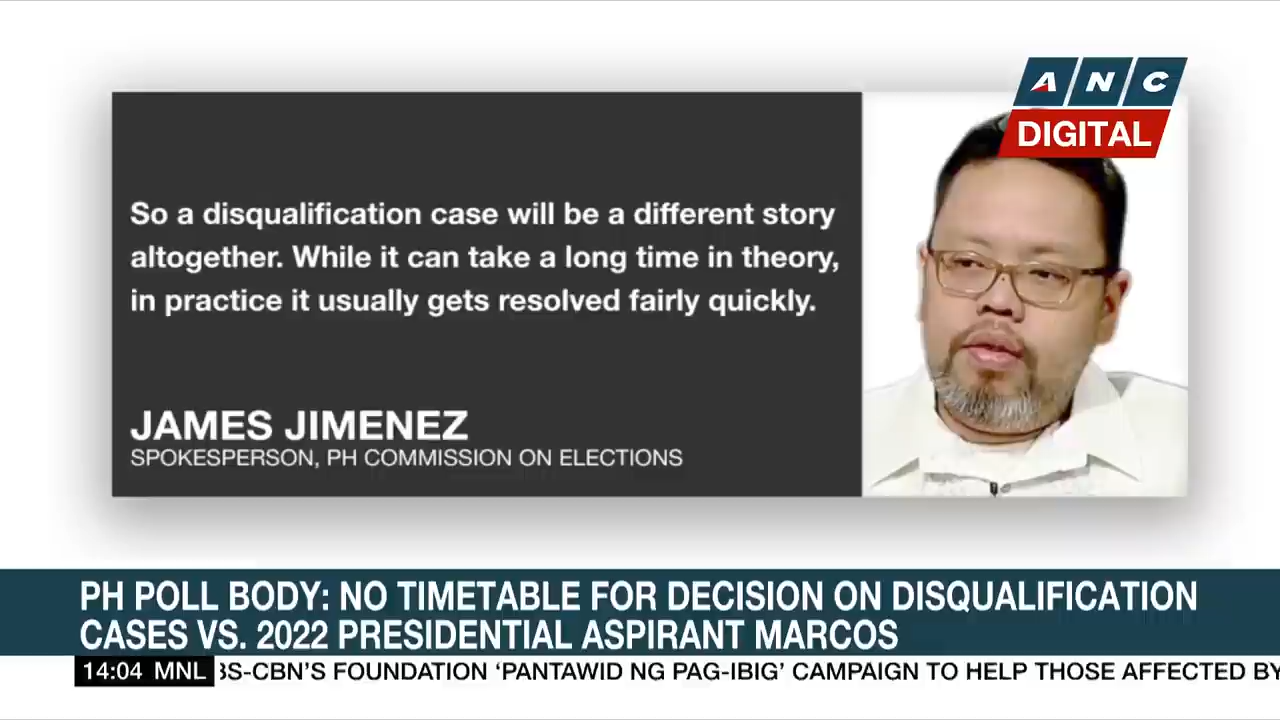 ANC
DIGITAL
So a disqualification case will be a different story
altogether. While it can take a long time in theory,
in practice it usually gets resolved fairly quickly.
JAMES JIMENEZ
SPOKESPERSON, PH COMMISSION ON ELECTIONS
PH POLL BODY: NO TIMETABLE FOR DECISION ON DISQUALIFICATION
CASES VS. 2022 PRESIDENTIAL ASPIRANT MARCOS
14:04 MNL BS-CBN'S FOUNDATION ‘PANTAWID NG PAG-IBIG’ CAMPAIGN TO HELP THOSE AFFECTED BY